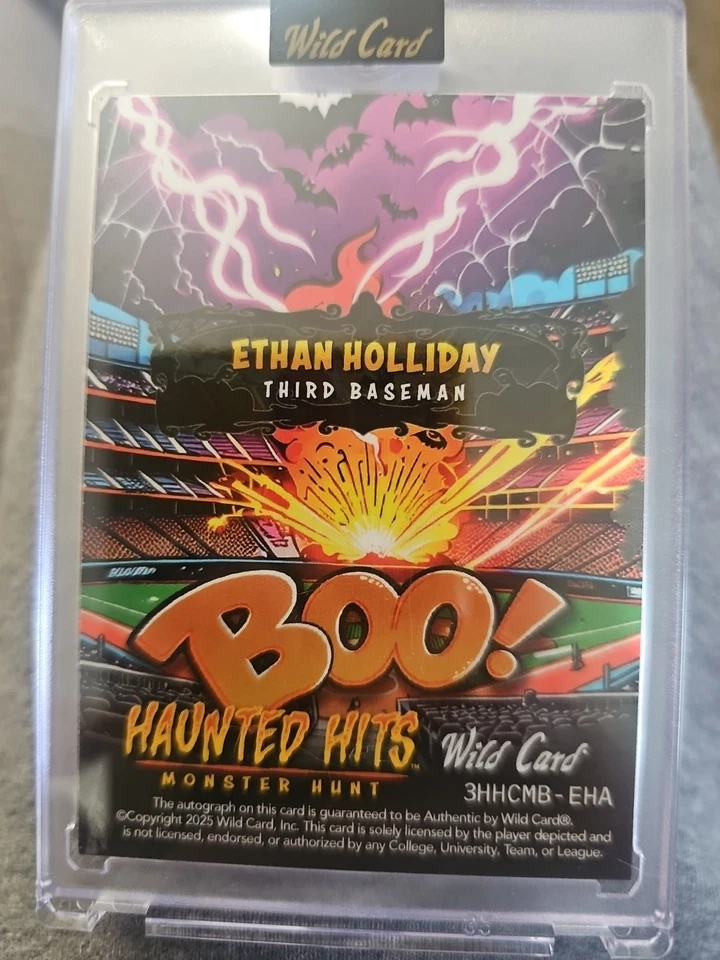 Wild Card
ETHAN HOLLIDAY
THIRD BASEMAN
BOO!
HAUNTED HITS™
MONSTER HUNT
Wild Card
3HHCMB-EHA
The autograph on this card is guaranteed to be Authentic by Wild Card®.
©Copyright 2025 Wild Card, Inc. This card is solely licensed by the player depicted and
is not licensed, endorsed, or authorized by any College, University, Team, or League.